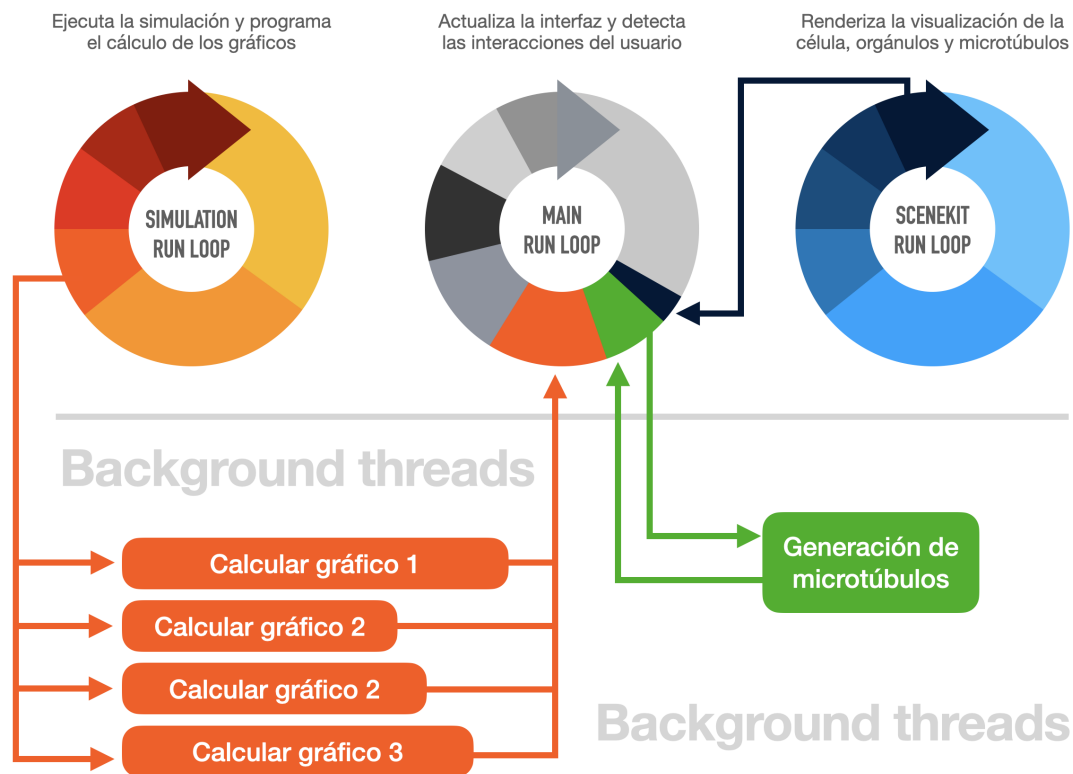 Ejecuta la simulación y programa
el cálculo de los gráficos
Actualiza la interfaz y detecta
las interacciones del usuario
Renderiza la visualización de la
célula, orgánulos y microtúbulos
SIMULATION
RUN LOOP
MAIN
RUN LOOP
SCENEKIT
RUN LOOP
Background threads
Calcular gráfico 1
Calcular gráfico 2
Calcular gráfico 2
Calcular gráfico 3
Generación de
microtúbulos
Background threads